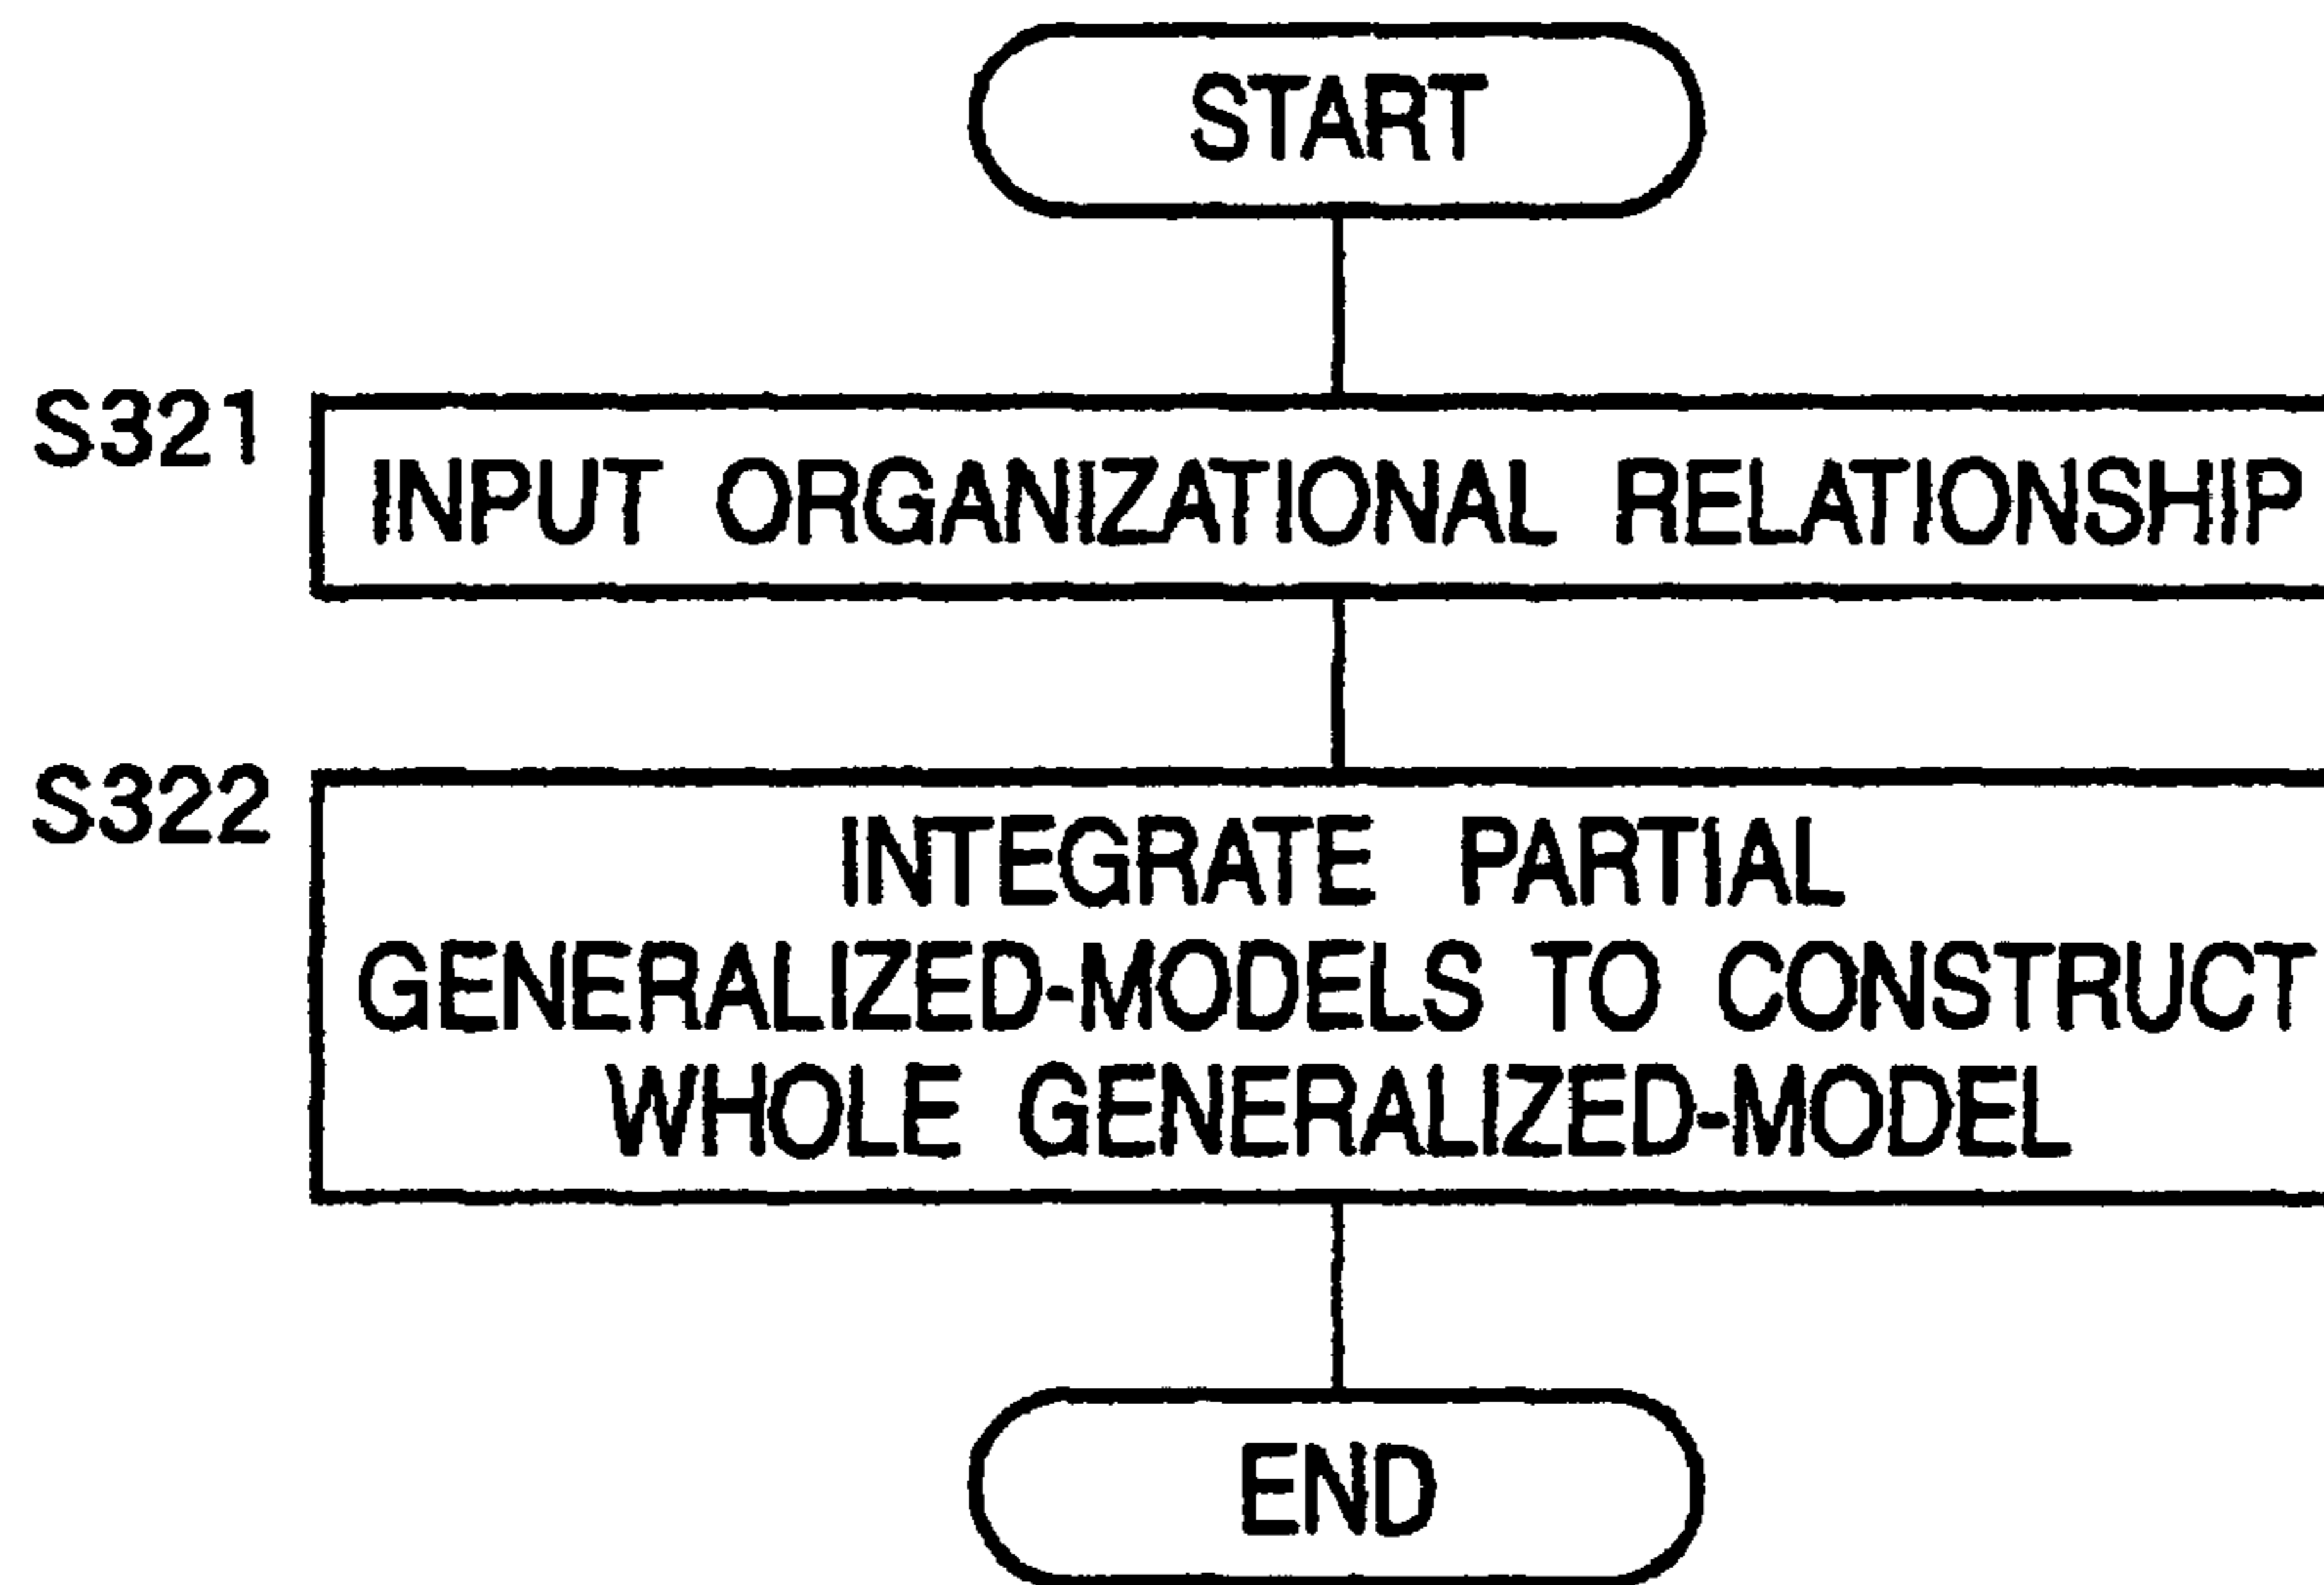 START
S321
INPUT ORGANIZATIONAL RELATIONSHIP
S322
INTEGRATE PARTIAL
GENERALIZED-MODELS TO CONSTRUCT
WHOLE GENERALIZED-MODEL
END